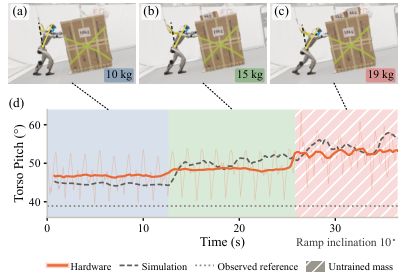 (a)
10 kg
(b)
15 kg
(c)
19 kg
(d)
Torso Pitch (°)
60
50
40
0
10
20
30
Time (s)
Ramp inclination 10°
Hardware
Simulation
Observed reference
Untrained mass